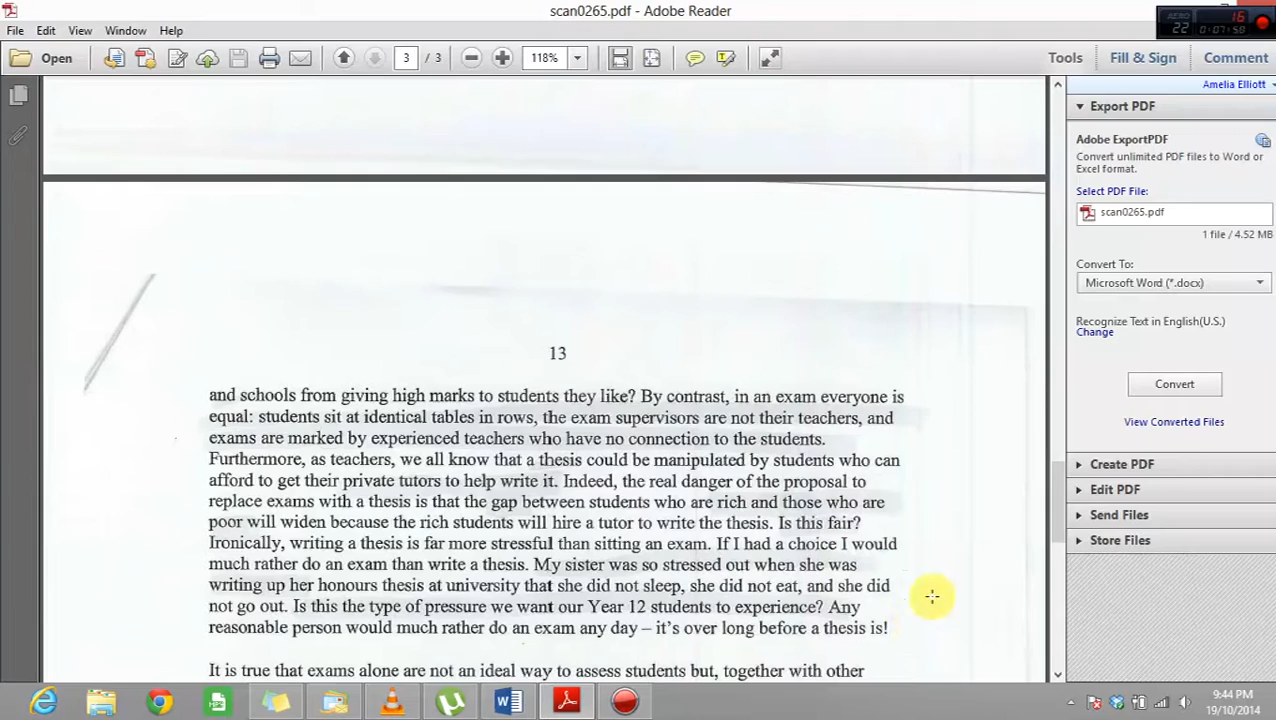 scan0265.pdf - Adobe Reader
File Edit View Window Help
16
22
Open
3 / 3
118%
Tools
Fill & Sign
Comment
Amelia Elliott
Export PDF
Adobe ExportPDF
Convert unlimited PDF files to Word or
Excel format.
Select PDF File:
scan0265.pdf
1 file / 4.52 MB
Convert To:
Microsoft Word (*.docx)
Recognize Text in English(U.S.)
Change
Convert
View Converted Files
Create PDF
Edit PDF
Send Files
Store Files
13
and schools from giving high marks to students they like? By contrast, in an exam everyone is
equal: students sit at identical tables in rows, the exam supervisors are not their teachers, and
exams are marked by experienced teachers who have no connection to the students.
Furthermore, as teachers, we all know that a thesis could be manipulated by students who can
afford to get their private tutors to help write it. Indeed, the real danger of the proposal to
replace exams with a thesis is that the gap between students who are rich and those who are
poor will widen because the rich students will hire a tutor to write the thesis. Is this fair?
Ironically, writing a thesis is far more stressful than sitting an exam. If I had a choice I would
much rather do an exam than write a thesis. My sister was so stressed out when she was
writing up her honours thesis at university that she did not sleep, she did not eat, and she did
not go out. Is this the type of pressure we want our Year 12 students to experience? Any
reasonable person would much rather do an exam any day – it's over long before a thesis is!
It is true that exams alone are not an ideal way to assess students but, together with other
9:44 PM
19/10/2014